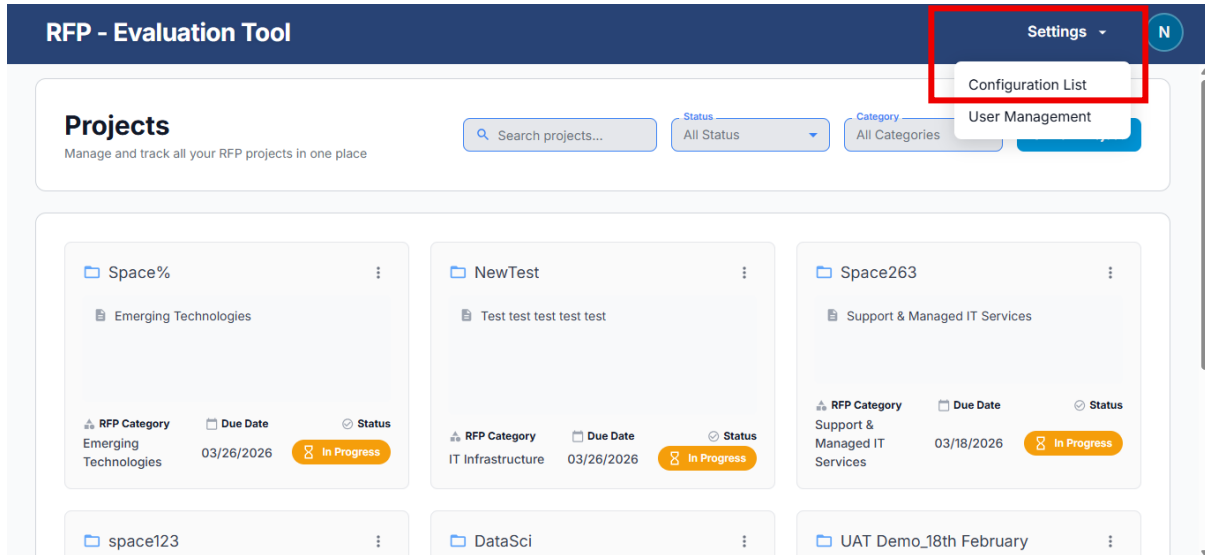 RFP - Evaluation Tool
Settings
N
Configuration List
User Management
Projects
Manage and track all your RFP projects in one place
Search projects...
Status
All Status
Category
All Categories
Space%
Emerging Technologies
RFP Category
Due Date
Status
Emerging
Technologies
03/26/2026
In Progress
NewTest
Test test test test test
RFP Category
Due Date
Status
IT Infrastructure
03/26/2026
In Progress
Space263
Support & Managed IT Services
RFP Category
Due Date
Status
Support &
Managed IT
Services
03/18/2026
In Progress
space123
DataSci
UAT Demo_18th February